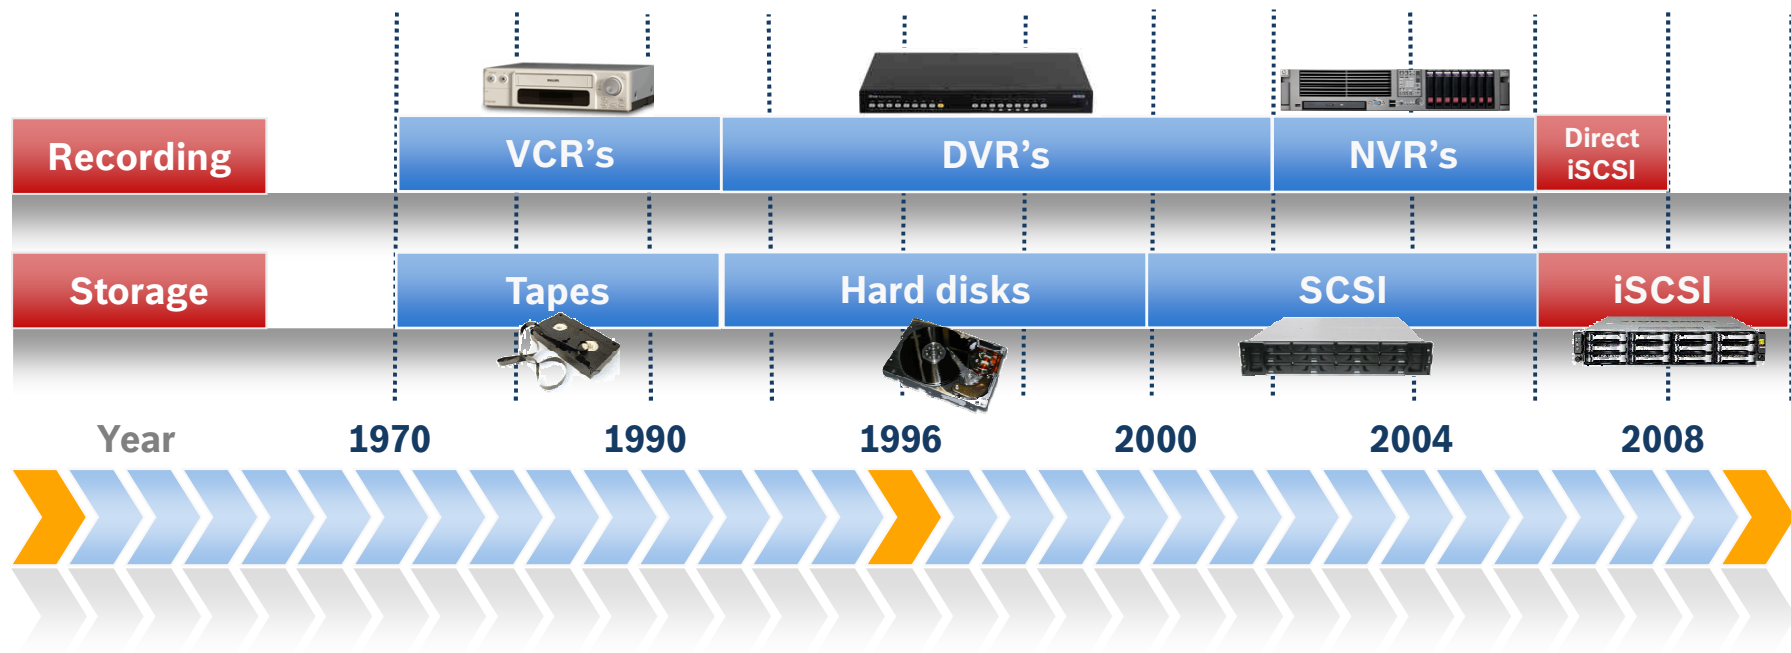 Recording
VCR's
DVR's
NVR's
Direct
iSCSI
Storage
Tapes
Hard disks
SCSI
iSCSI
Year
1970
1990
1996
2000
2004
2008